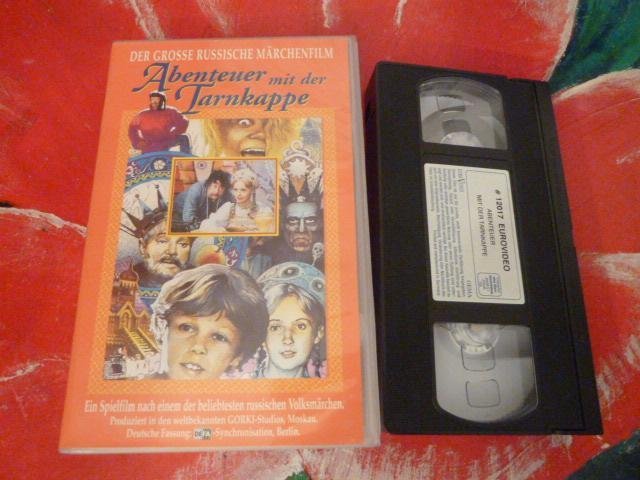 DER GROSSE RUSSISCHE MÄRCHENFILM
Abenteuer mit der
Tarnkappe
Ein Spielfilm nach einem der beliebtesten russischen Volksmärchen.
Produziert in den weltbekannten GORKI-Studios, Moskau.
Deutsche Fassung: DEFA-Synchronisation, Berlin.
# 12017 EUROVIDEO
ABENTEUER
MIT DER TARNKAPPE
GEMA